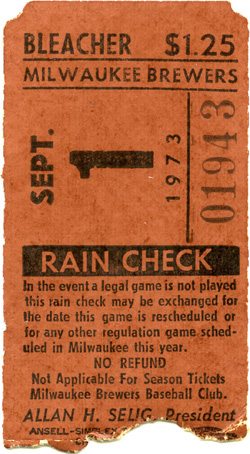 BLEACHER $1.25
MILWAUKEE BREWERS
SEPT.
1
1973
01943
RAIN CHECK
In the event a legal game is not played
this rain check may be exchanged for
the date this game is rescheduled or
for any other regulation game sched-
uled in Milwaukee this year.
NO REFUND
Not Applicable For Season Tickets
Milwaukee Brewers Baseball Club.
ALLAN H. SELIG, President